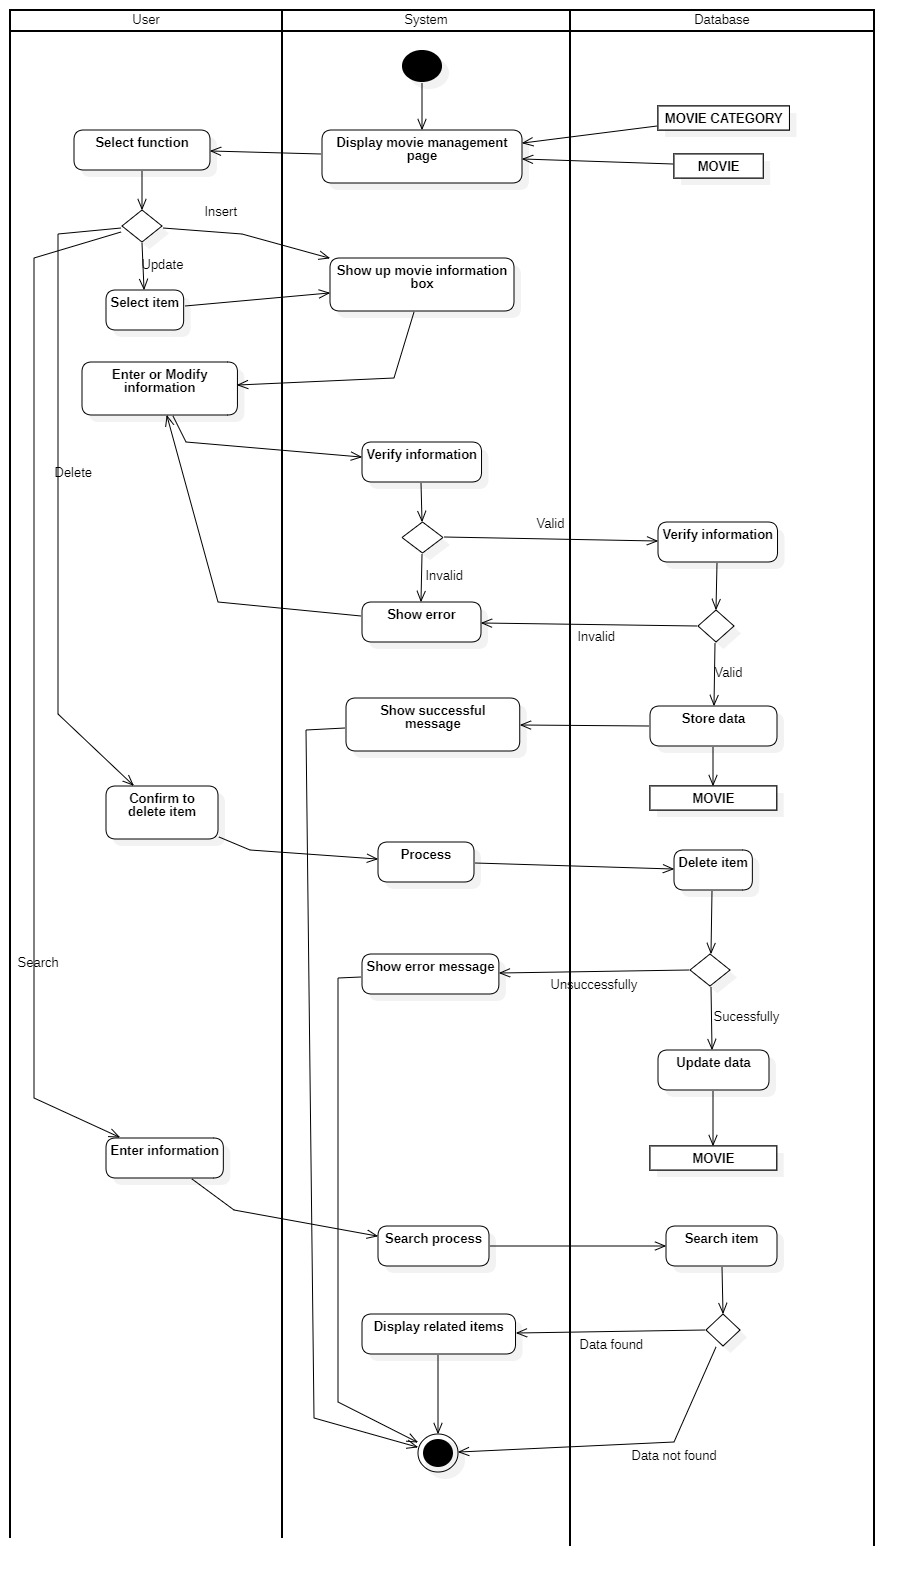 User
System
Database
MOVIE CATEGORY
Select function
Display movie management
page
MOVIE
Insert
Update
Show up movie information
box
Select item
Enter or Modify
information
Delete
Verify information
Valid
Verify information
Invalid
Show error
Invalid
Valid
Show successful
message
Store data
Confirm to
delete item
MOVIE
Process
Delete item
Search
Show error message
Unsuccessfully
Sucessfully
Update data
Enter information
MOVIE
Search process
Search item
Display related items
Data found
Data not found